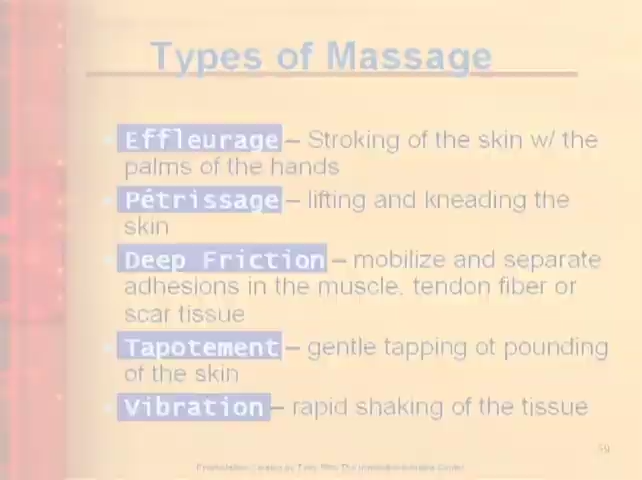 Types of Massage
Effleurage – Stroking of the skin w/ the
palms of the hands
Pétrissage – lifting and kneading the
skin
Deep Friction – mobilize and separate
adhesions in the muscle, tendon fiber or
scar tissue
Tapotement – gentle tapping ot pounding
of the skin
Vibration – rapid shaking of the tissue